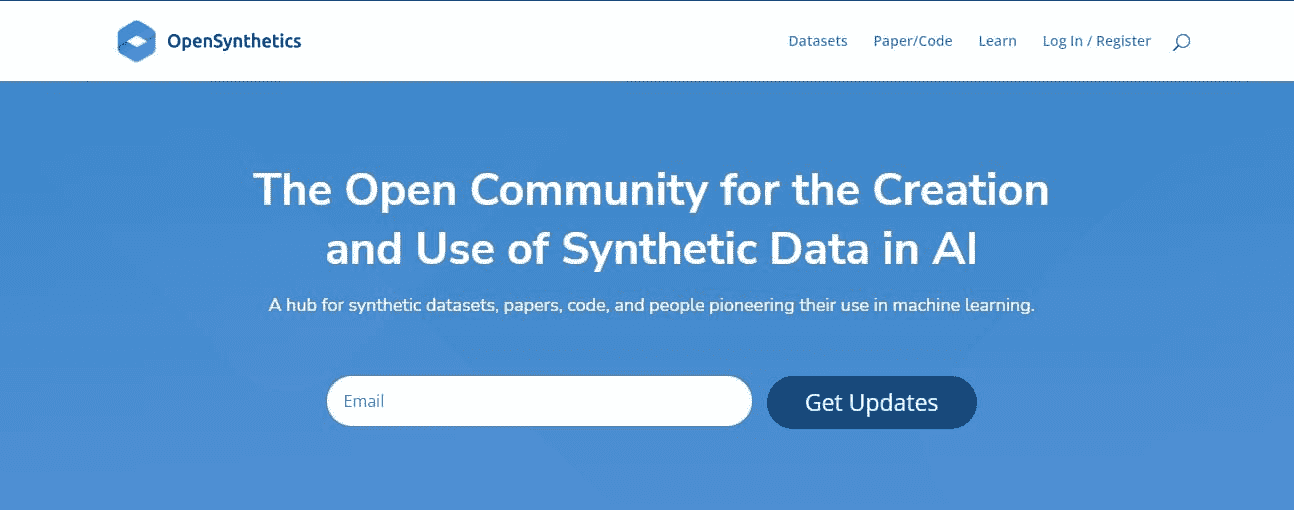 OpenSynthetics
Datasets Paper/Code Learn Log In / Register
The Open Community for the Creation
and Use of Synthetic Data in AI
A hub for synthetic datasets, papers, code, and people pioneering their use in machine learning.
Email
Get Updates